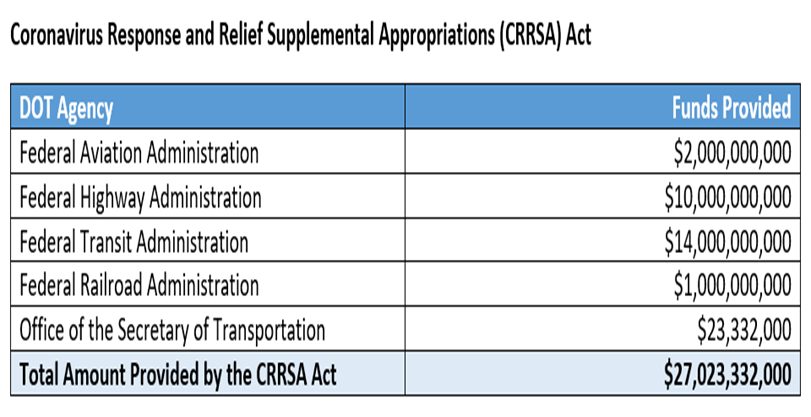 Coronavirus Response and Relief Supplemental Appropriations (CRRSA) Act
DOT Agency Funds Provided
Federal Aviation Administration $2,000,000,000
Federal Highway Administration $10,000,000,000
Federal Transit Administration $14,000,000,000
Federal Railroad Administration $1,000,000,000
Office of the Secretary of Transportation $23,332,000
Total Amount Provided by the CRRSA Act $27,023,332,000